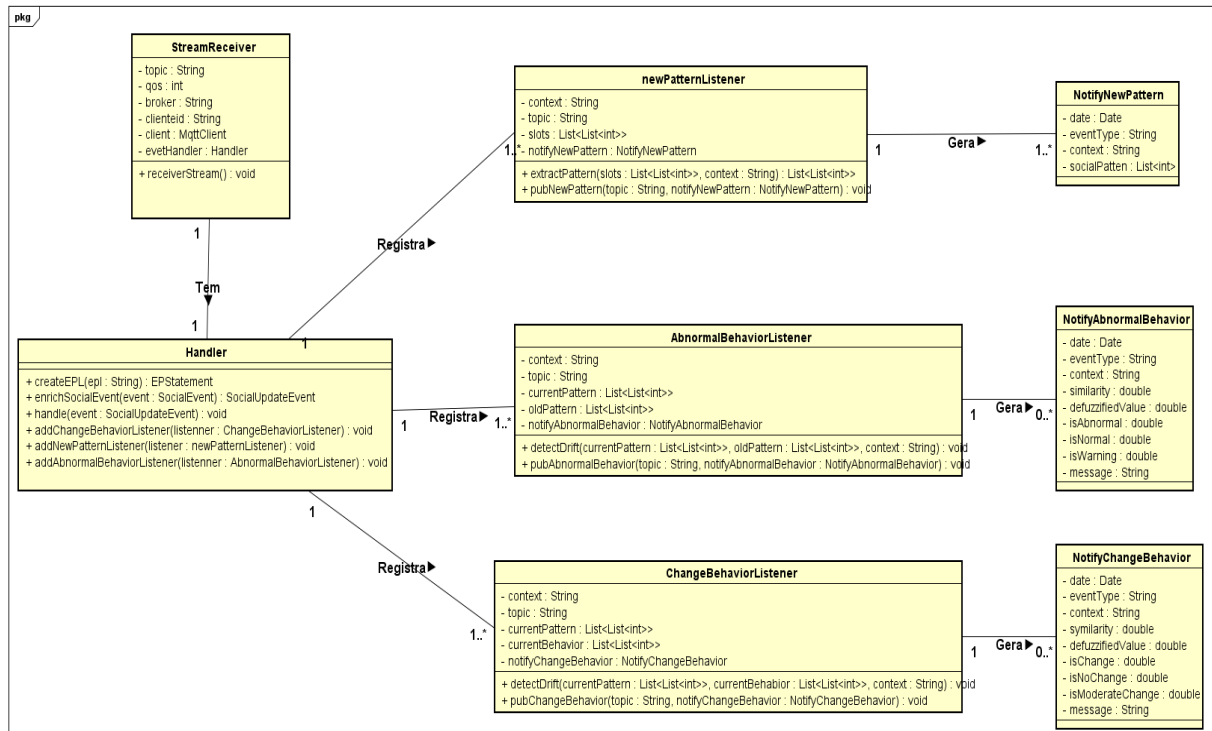 pkg
StreamReceiver
- topic : String
- qos : int
- broker : String
- clienteid : String
- client : MqttClient
- evetHandler : Handler
+ receiverStream() : void
newPatternListener
- context : String
- topic : String
- slots : List<List<int>>
- notifyNewPattern : NotifyNewPattern
+ extractPattern(slots : List<List<int>>, context : String) : List<List<int>>
+ pubNewPattern(topic : String, notifyNewPattern : NotifyNewPattern) : void
NotifyNewPattern
- date : Date
- eventType : String
- context : String
- socialPatten : List<int>
1..*
1
Gera
1..*
1
Registra
Tem
1
1
Handler
+ createEPL(epl : String) : EPStatement
+ enrichSocialEvent(event : SocialEvent) : SocialUpdateEvent
+ handle(event : SocialUpdateEvent) : void
+ addChangeBehaviorListener(listenner : ChangeBehaviorListener) : void
+ addNewPatternListener(listener : newPatternListener) : void
+ addAbnormalBehaviorListener(listenner : AbnormalBehaviorListener) : void
1
Registra
1..*
AbnormalBehaviorListener
- context : String
- topic : String
- currentPattern : List<List<int>>
- oldPattern : List<List<int>>
- notifyAbnormalBehavior : NotifyAbnormalBehavior
+ detectDrift(currentPattern : List<List<int>>, oldPattern : List<List<int>>, context : String) : void
+ pubAbnormalBehavior(topic : String, notifyAbnormalBehavior : NotifyAbnormalBehavior) : void
1
Gera
0..*
NotifyAbnormalBehavior
- date : Date
- eventType : String
- context : String
- similarity : double
- defuzzifiedValue : double
- isAbnormal : double
- isNormal : double
- isWarning : double
- message : String
1
Registra
1..*
ChangeBehaviorListener
- context : String
- topic : String
- currentPattern : List<List<int>>
- currentBehavior : List<List<int>>
- notifyChangeBehavior : NotifyChangeBehavior
+ detectDrift(currentPattern : List<List<int>>, currentBehabior : List<List<int>>, context : String) : void
+ pubChangeBehavior(topic : String, notifyChangeBehavior : NotifyChangeBehavior) : void
1
Gera
0..*
NotifyChangeBehavior
- date : Date
- eventType : String
- context : String
- symilarity : double
- defuzzifiedValue : double
- isChange : double
- isNoChange : double
- isModerateChange : double
- message : String